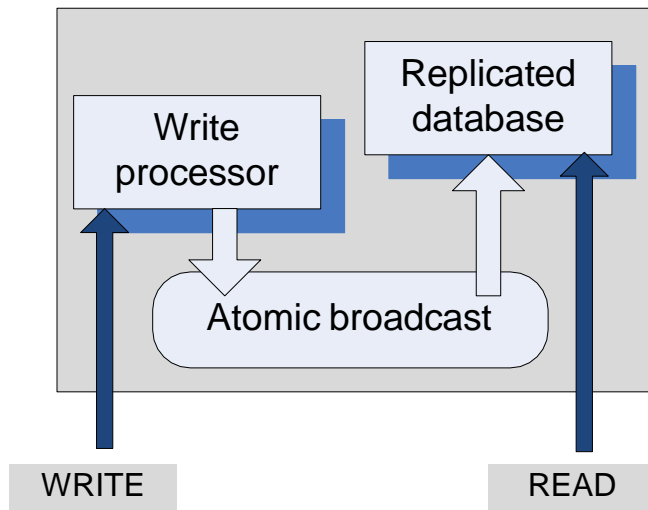 Replicated
database
Write
processor
Atomic broadcast
WRITE
READ